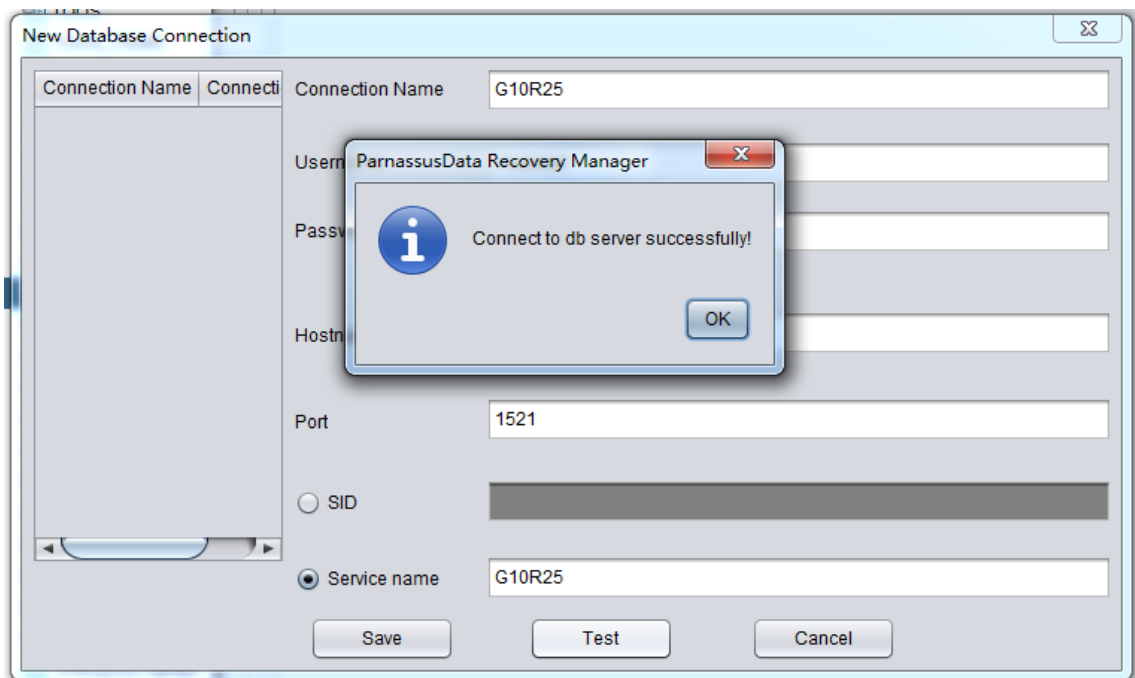 New Database Connection
Connection Name
Connecti
Connection Name
G10R25
Usern
ParnassusData Recovery Manager
Passw
Connect to db server successfully!
OK
Hostn
Port
1521
SID
Service name
G10R25
Save
Test
Cancel